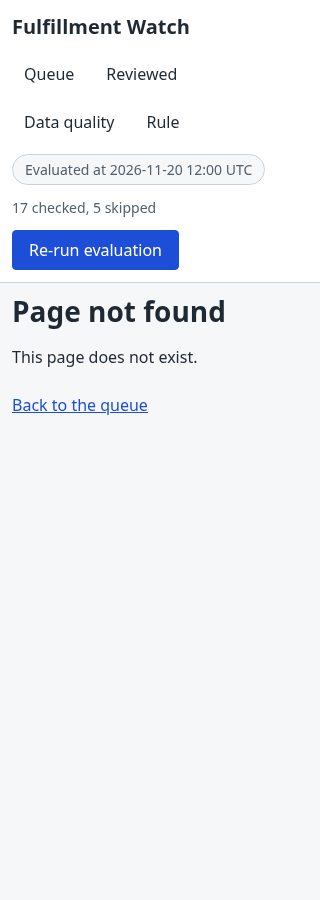 Fulfillment Watch
Queue Reviewed
Data quality Rule
Evaluated at 2026-11-20 12:00 UTC
17 checked, 5 skipped
Re-run evaluation
Page not found
This page does not exist.
Back to the queue